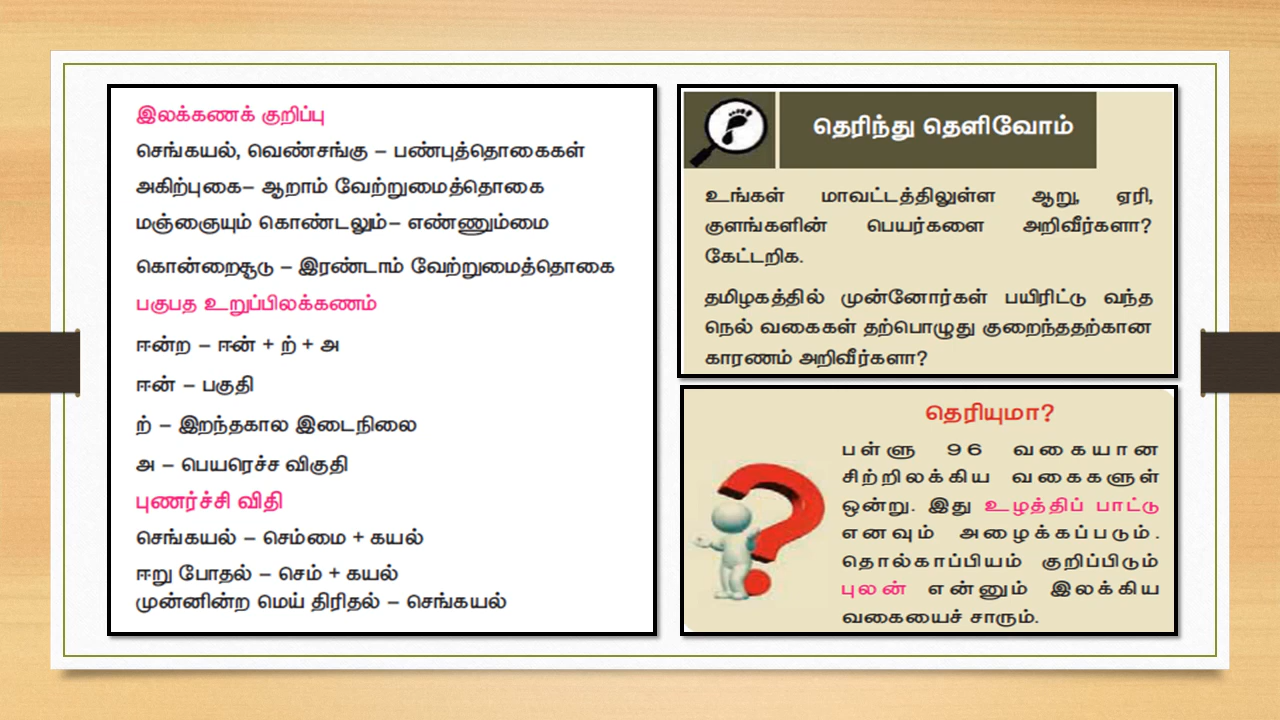 இலக்கணக் குறிப்பு
செங்கயல், வெண்சங்கு – பண்புத்தொகைகள்
அகிற்புகை– ஆறாம் வேற்றுமைத்தொகை
மஞ்ஞையும் கொண்டலும்– எண்ணும்மை
கொன்றைசூடு – இரண்டாம் வேற்றுமைத்தொகை
பகுபத உறுப்பிலக்கணம்
ஈன்ற – ஈன் + ற் + அ
ஈன் – பகுதி
ற் – இறந்தகால இடைநிலை
அ – பெயரெச்ச விகுதி
புணர்ச்சி விதி
செங்கயல் – செம்மை + கயல்
ஈறு போதல் – செம் + கயல்
முன்னின்ற மெய் திரிதல் – செங்கயல்
தெரிந்து தெளிவோம்
உங்கள் மாவட்டத்திலுள்ள ஆறு, ஏரி,
குளங்களின் பெயர்களை அறிவீர்களா?
கேட்டறிக.
தமிழகத்தில் முன்னோர்கள் பயிரிட்டு வந்த
நெல் வகைகள் தற்பொழுது குறைந்ததற்கான
காரணம் அறிவீர்களா?
தெரியுமா?
பள்ளு 96 வகையான
சிற்றிலக்கிய வகைகளுள்
ஒன்று. இது உழத்திப் பாட்டு
எனவும் அழைக்கப்படும்.
தொல்காப்பியம் குறிப்பிடும்
புலன் என்னும் இலக்கிய
வகையைச் சாரும்.